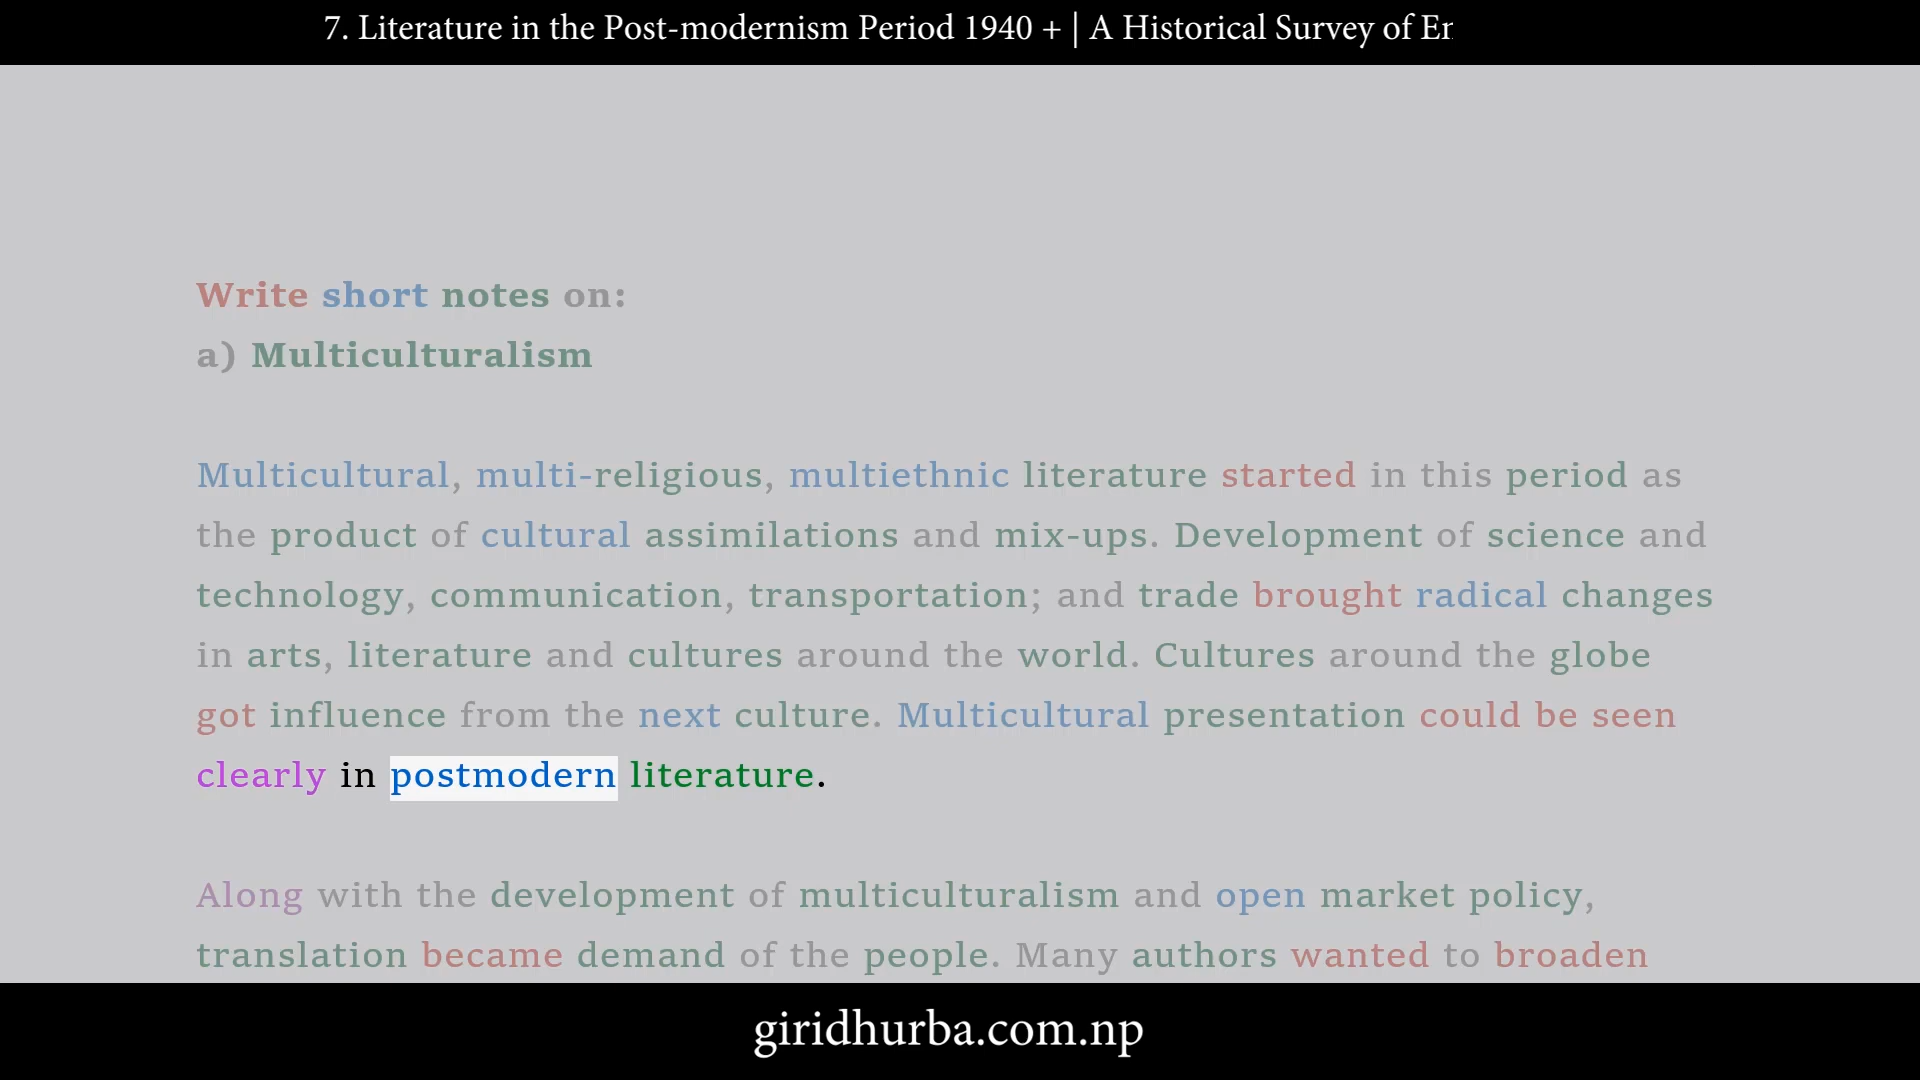 7. Literature in the Post-modernism Period 1940 + | A Historical Survey of En
Write short notes on:
a) Multiculturalism
Multicultural, multi-religious, multiethnic literature started in this period as
the product of cultural assimilations and mix-ups. Development of science and
technology, communication, transportation; and trade brought radical changes
in arts, literature and cultures around the world. Cultures around the globe
got influence from the next culture. Multicultural presentation could be seen
clearly in postmodern literature.
Along with the development of multiculturalism and open market policy,
translation became demand of the people. Many authors wanted to broaden
giridhurba.com.np